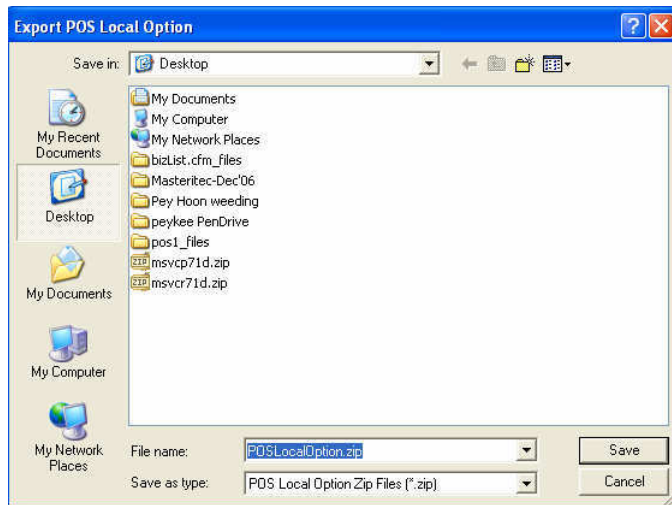 Export POS Local Option
Save in:
Desktop
My Recent
Documents
Desktop
My Documents
My Computer
My Network
Places
My Documents
My Computer
My Network Places
bizList.cfm_files
Masteritec-Dec'06
Pey Hoon weeding
peykee PenDrive
pos1_files
msvcp71d.zip
msvcr71d.zip
File name:
POSLocalOption.zip
Save
Save as type:
POS Local Option Zip Files (*.zip)
Cancel